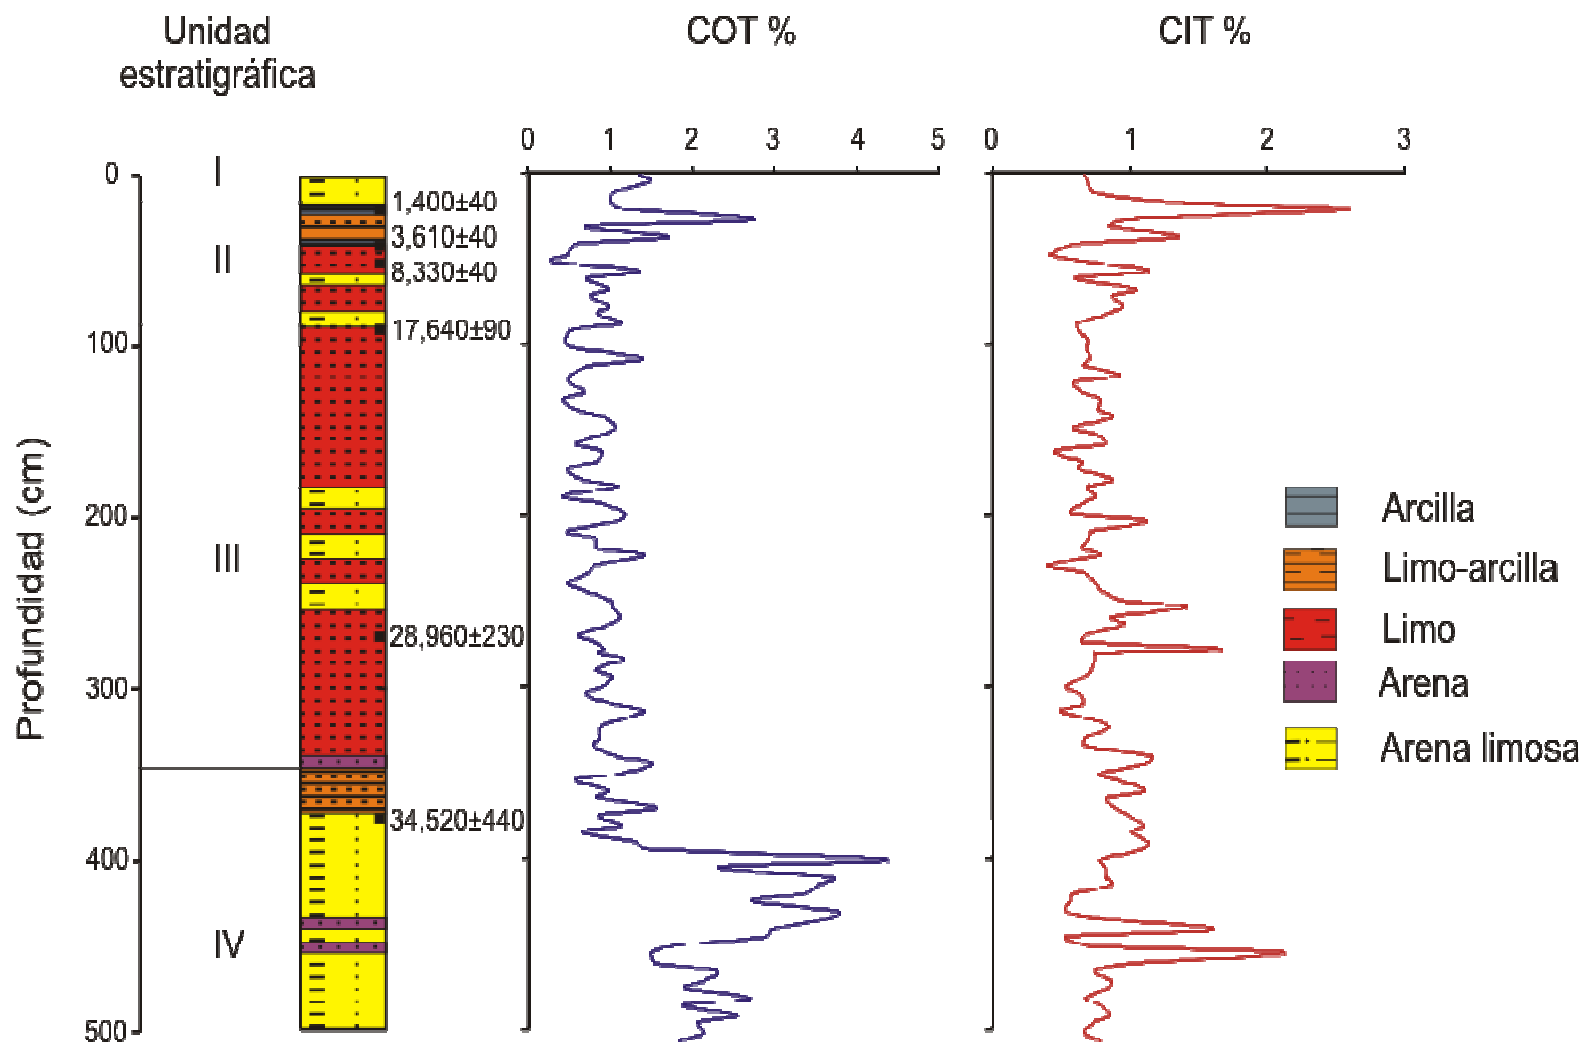 Unidad
estratigráfica
COT %
CIT %
0 1 2 3 4 5
0 1 2 3
Profundidad (cm)
0
100
200
300
400
500
I
II
III
IV
1,400±40
3,610±40
8,330±40
17,640±90
28,960±230
34,520±440
Arcilla
Limo-arcilla
Limo
Arena
Arena limosa